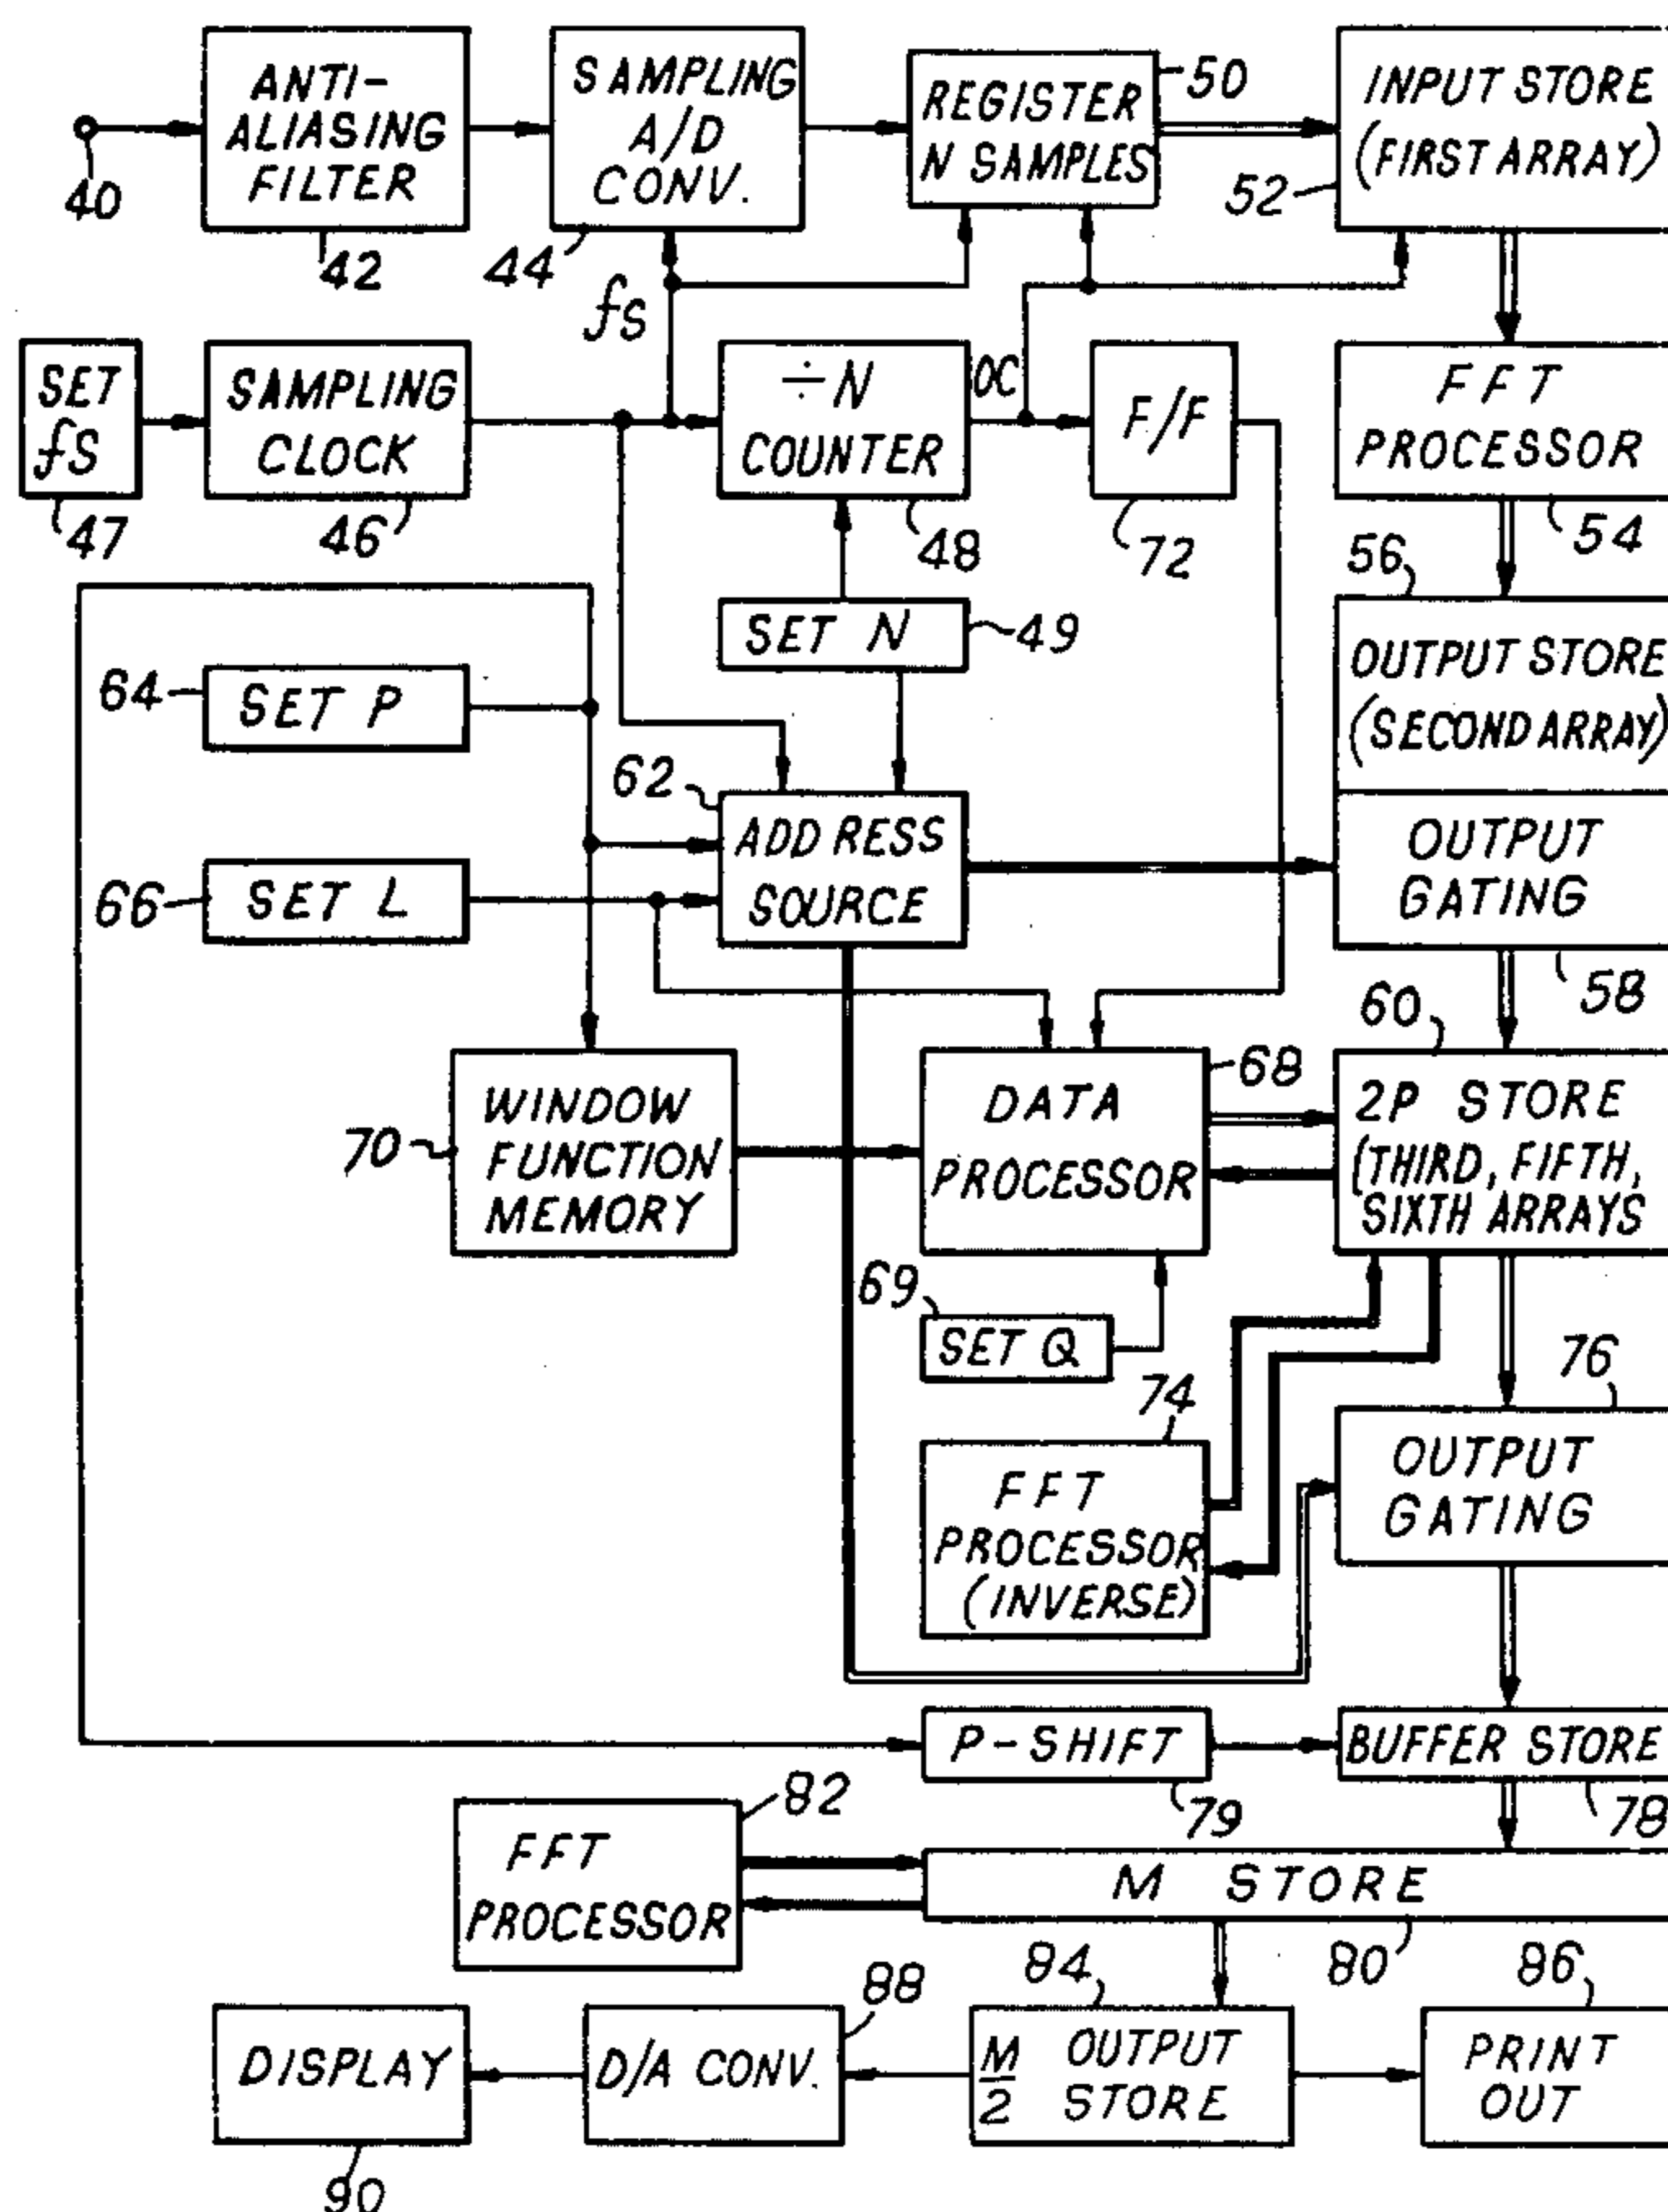 ANTI-
ALIASING
FILTER
SAMPLING
A/D
CONV.
REGISTER
N SAMPLES
50
INPUT STORE
(FIRST ARRAY)
40
42
44
52
fs
SET
fs
SAMPLING
CLOCK
÷N
COUNTER
OC
F/F
FFT
PROCESSOR
47
46
48
72
54
56
SET N
49
OUTPUT STORE
(SECOND ARRAY)
64
SET P
62
ADDRESS
SOURCE
OUTPUT
GATING
66
SET L
58
60
70
WINDOW
FUNCTION
MEMORY
DATA
PROCESSOR
68
2P STORE
(THIRD, FIFTH,
SIXTH ARRAYS
69
SET Q
74
76
FFT
PROCESSOR
(INVERSE)
OUTPUT
GATING
P-SHIFT
BUFFER STORE
82
79
78
FFT
PROCESSOR
M STORE
84
80
86
88
DISPLAY
D/A CONV.
M/2
OUTPUT
STORE
PRINT
OUT
90